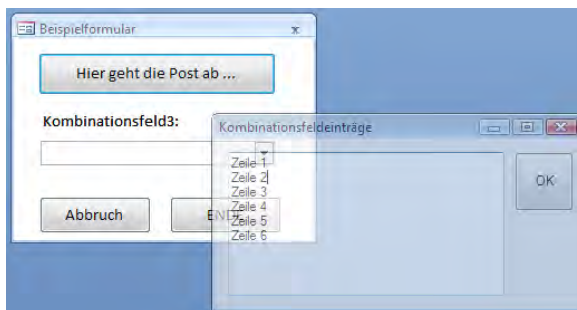 Beispielformular
x
Hier geht die Post ab ...
Kombinationsfeld3:
Kombinationsfeldeinträge
Zeile 1
Zeile 2
Zeile 3
Zeile 4
Zeile 5
Zeile 6
OK
Abbruch
ENDE